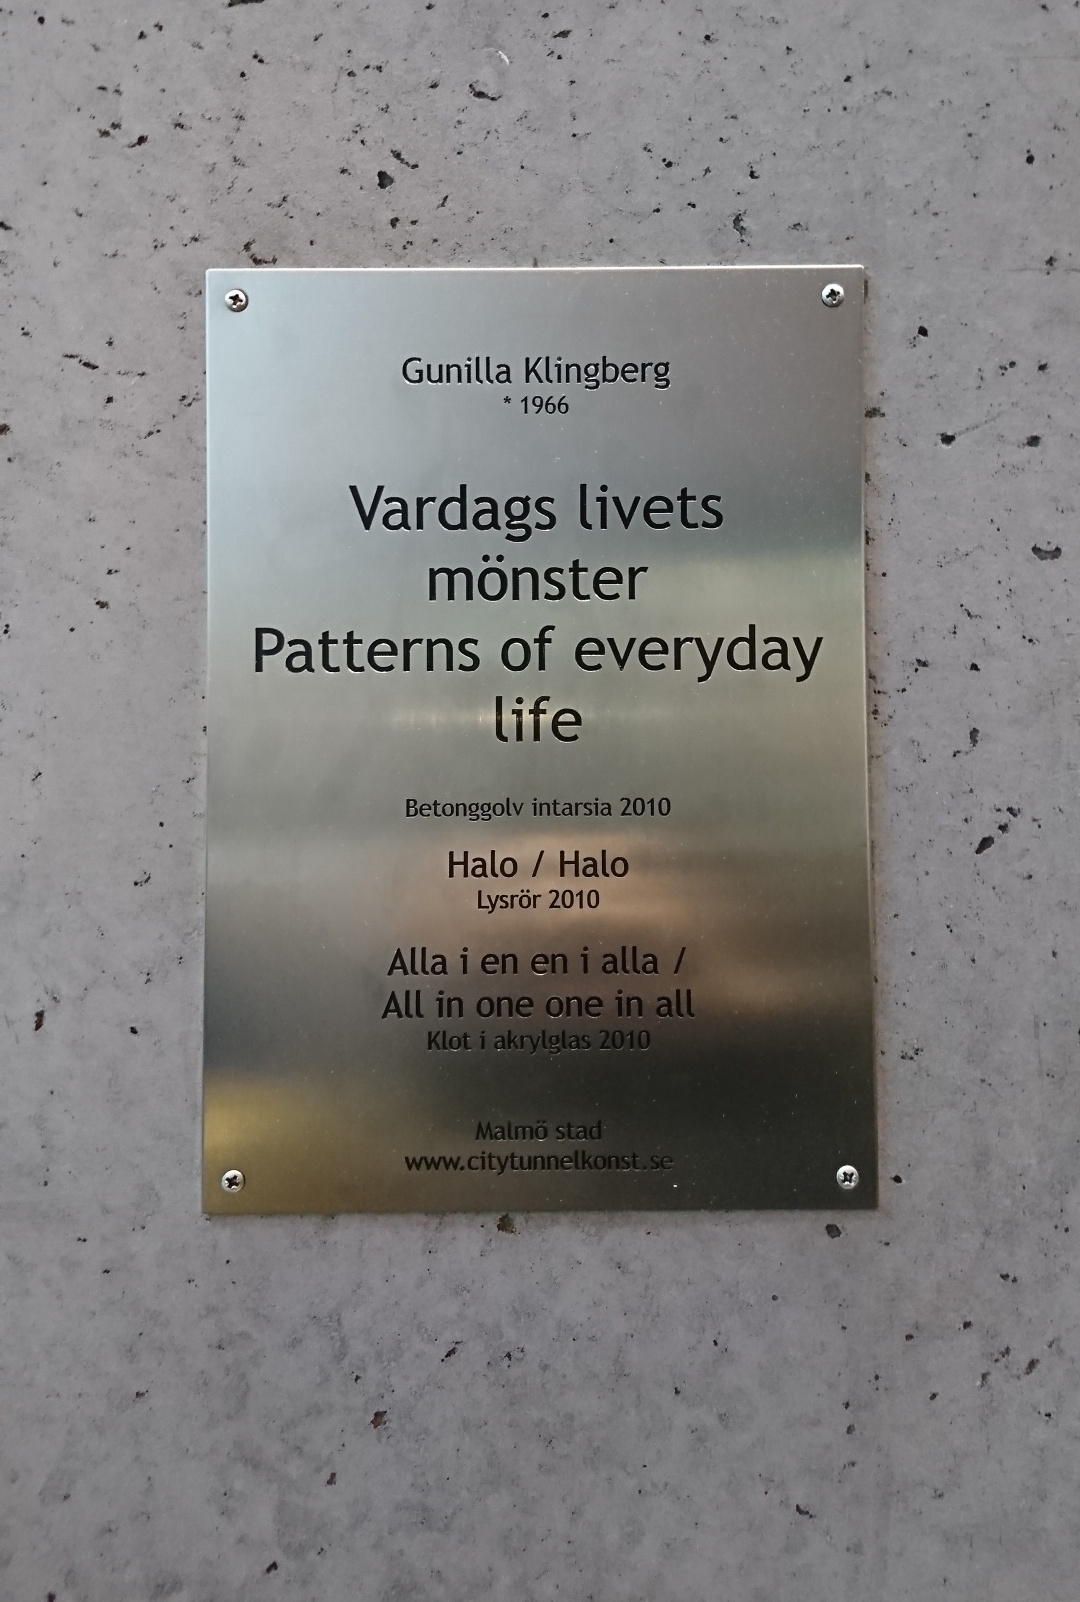 Gunilla Klingberg
* 1966
Vardags livets
mönster
Patterns of everyday
life
Betonggolv intarsia 2010
Halo / Halo
Lysrör 2010
Alla i en en i alla /
All in one one in all
Klot i akrylglas 2010
Malmö stad
www.citytunnelkonst.se